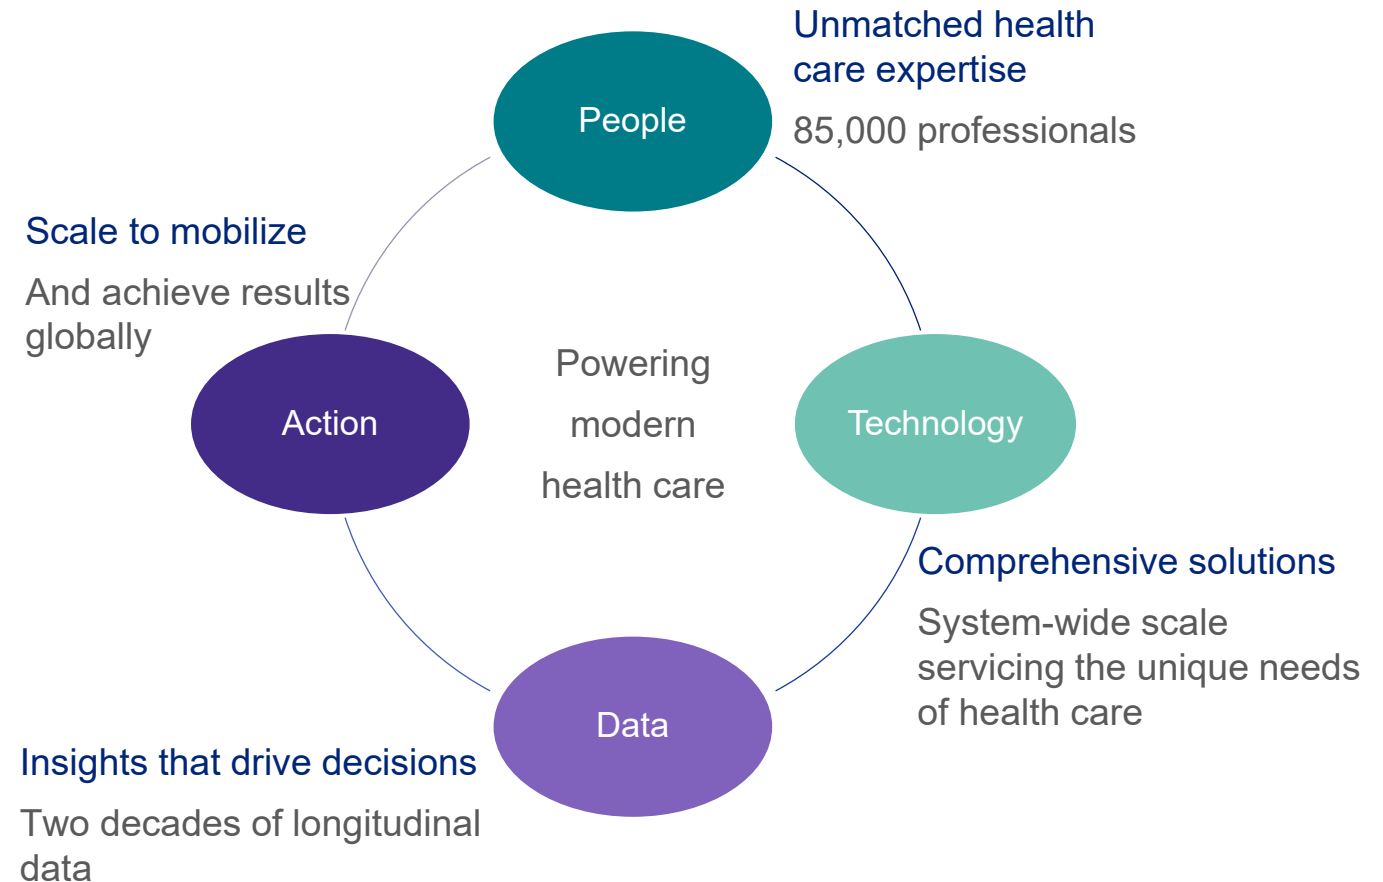 Unmatched health
care expertise
85,000 professionals
People
Scale to mobilize
And achieve results
globally
Action
Powering
modern
health care
Technology
Comprehensive solutions
System-wide scale
servicing the unique needs
of health care
Data
Insights that drive decisions
Two decades of longitudinal
data